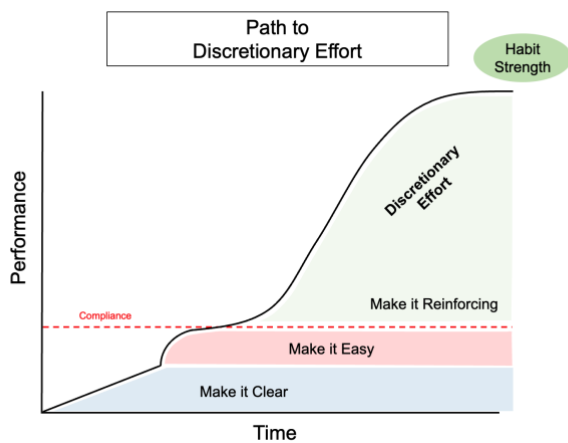 Path to
Discretionary Effort
Habit
Strength
Performance
Discretionary
Effort
Make it Reinforcing
Compliance
Make it Easy
Make it Clear
Time